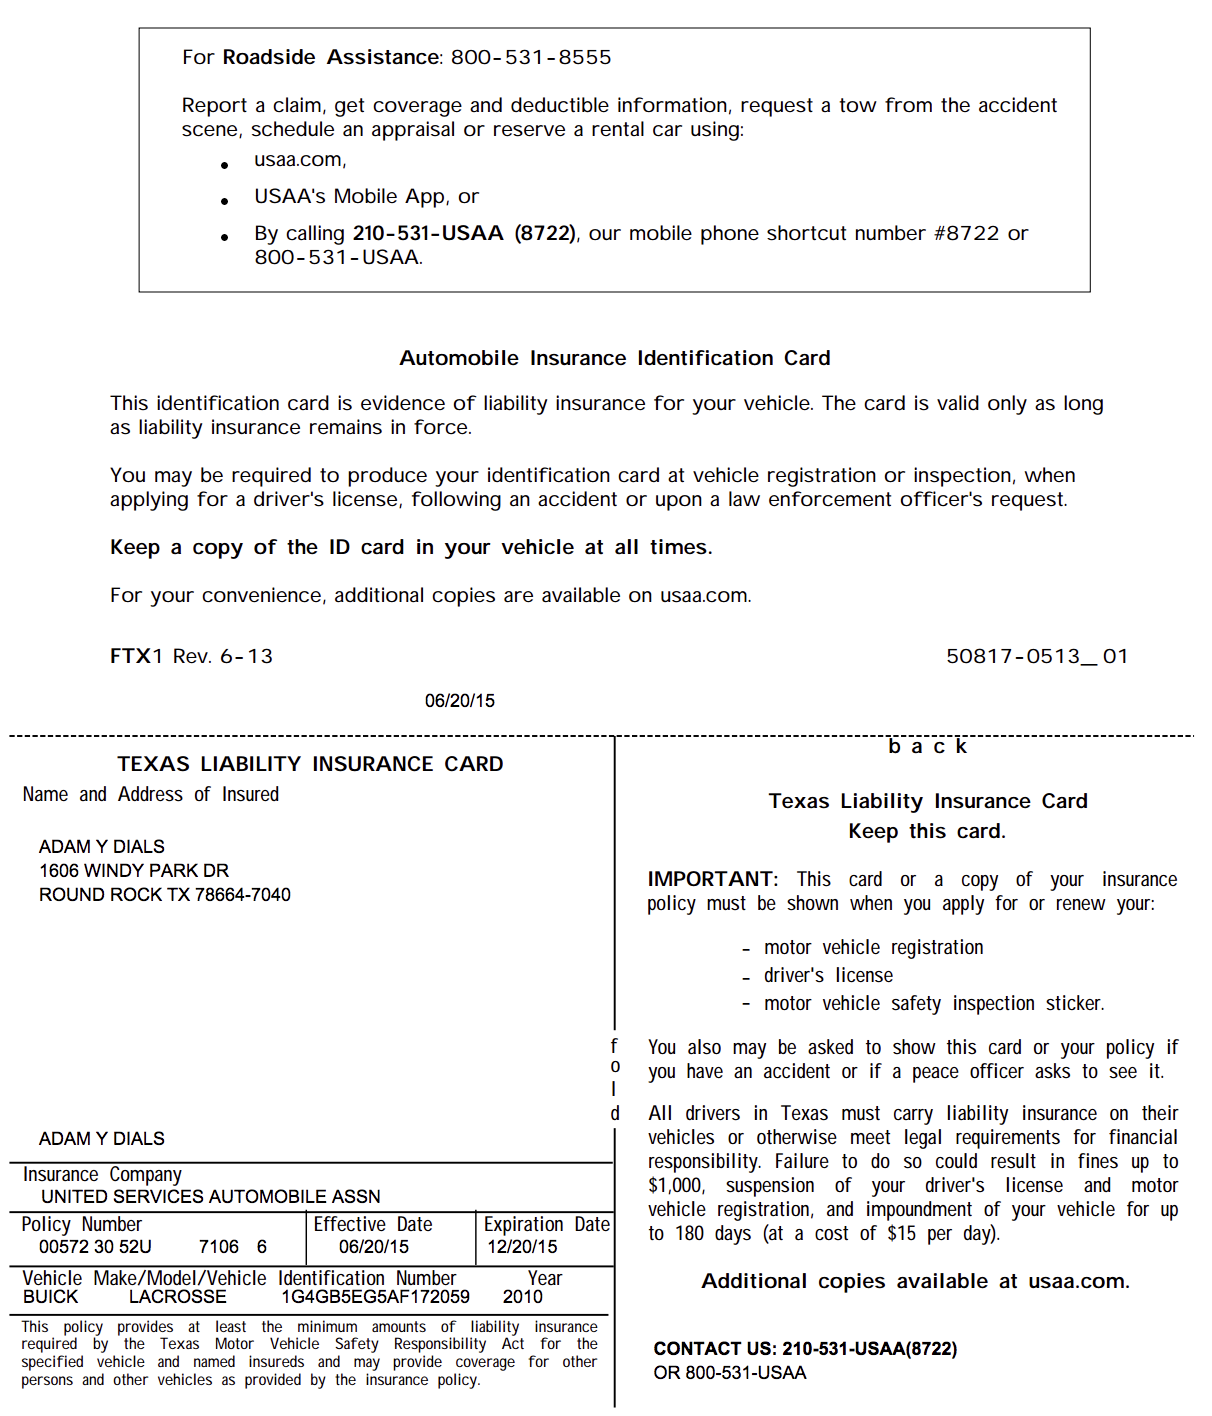 For Roadside Assistance: 800-531-8555
Report a claim, get coverage and deductible information, request a tow from the accident
scene, schedule an appraisal or reserve a rental car using:
• usaa.com,
• USAA's Mobile App, or
• By calling 210-531-USAA (8722), our mobile phone shortcut number #8722 or
800-531-USAA.
Automobile Insurance Identification Card
This identification card is evidence of liability insurance for your vehicle. The card is valid only as long
as liability insurance remains in force.
You may be required to produce your identification card at vehicle registration or inspection, when
applying for a driver's license, following an accident or upon a law enforcement officer's request.
Keep a copy of the ID card in your vehicle at all times.
For your convenience, additional copies are available on usaa.com.
FTX1 Rev. 6-13 50817-0513_01
06/20/15
TEXAS LIABILITY INSURANCE CARD
Name and Address of Insured
ADAM Y DIALS
1606 WINDY PARK DR
ROUND ROCK TX 78664-7040
ADAM Y DIALS
Insurance Company
UNITED SERVICES AUTOMOBILE ASSN
Policy Number Effective Date Expiration Date
00572 30 52U 7106 6 06/20/15 12/20/15
Vehicle Make/Model/Vehicle Identification Number Year
BUICK LACROSSE 1G4GB5EG5AF172059 2010
This policy provides at least the minimum amounts of liability insurance
required by the Texas Motor Vehicle Safety Responsibility Act for the
specified vehicle and named insureds and may provide coverage for other
persons and other vehicles as provided by the insurance policy.
fold
back
Texas Liability Insurance Card
Keep this card.
IMPORTANT: This card or a copy of your insurance
policy must be shown when you apply for or renew your:
- motor vehicle registration
- driver's license
- motor vehicle safety inspection sticker.
You also may be asked to show this card or your policy if
you have an accident or if a peace officer asks to see it.
All drivers in Texas must carry liability insurance on their
vehicles or otherwise meet legal requirements for financial
responsibility. Failure to do so could result in fines up to
$1,000, suspension of your driver's license and motor
vehicle registration, and impoundment of your vehicle for up
to 180 days (at a cost of $15 per day).
Additional copies available at usaa.com.
CONTACT US: 210-531-USAA(8722)
OR 800-531-USAA